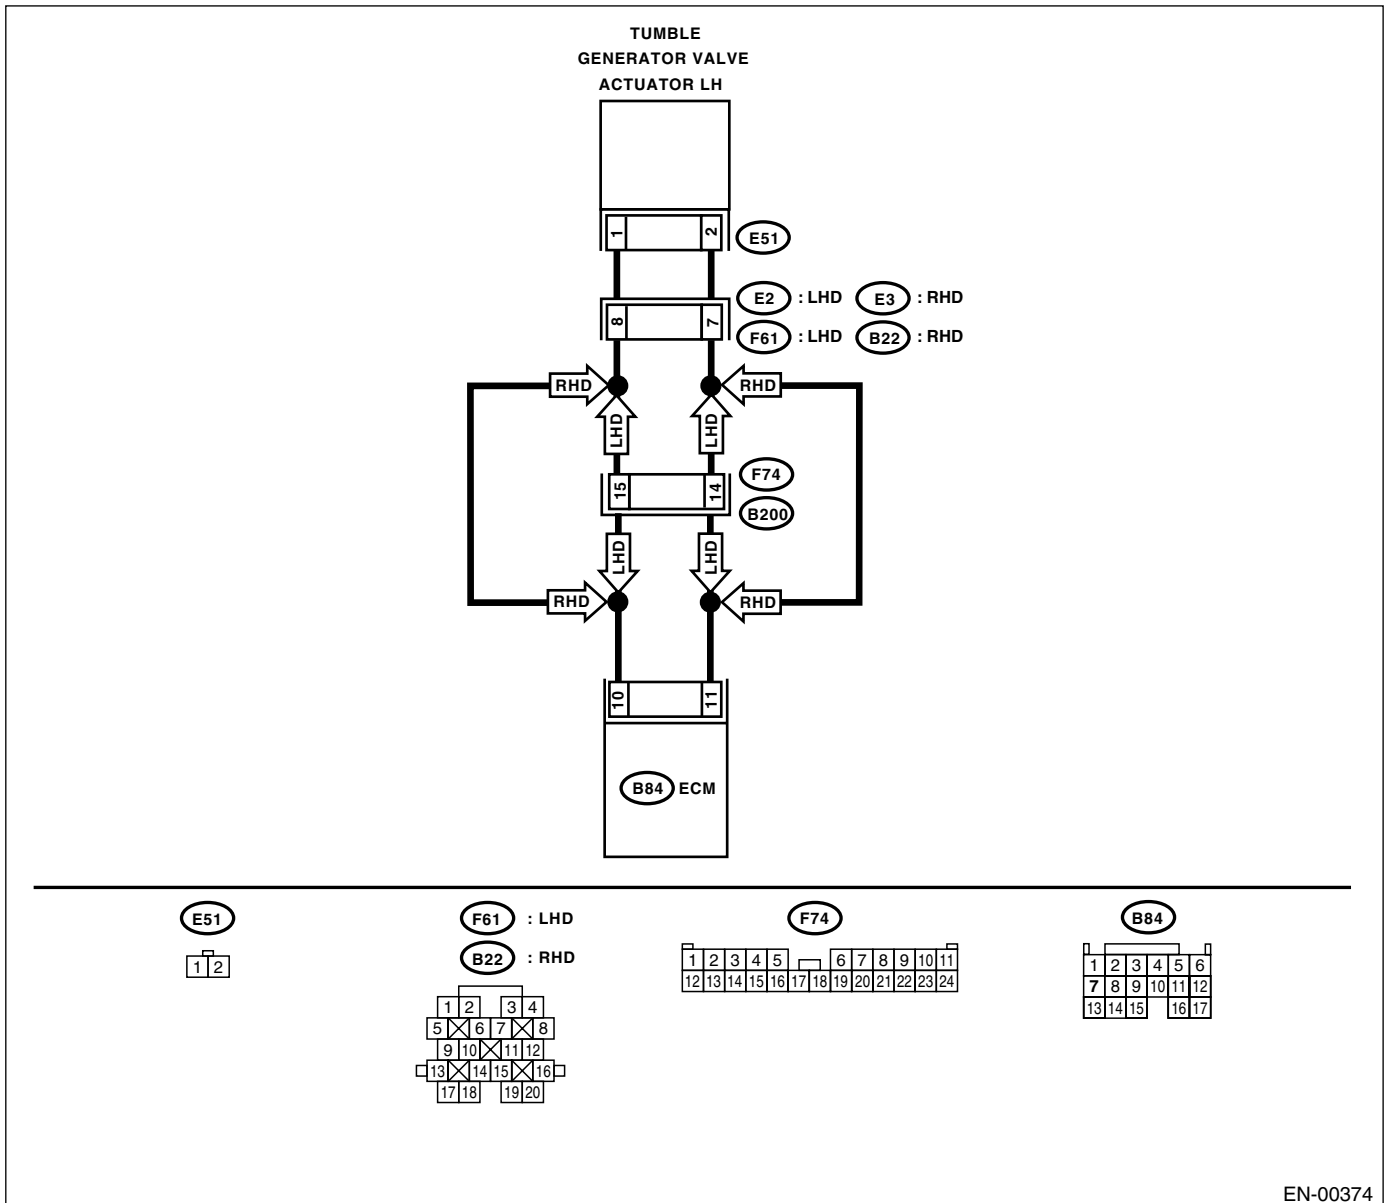 TUMBLE
GENERATOR VALVE
ACTUATOR LH
1 2 E51
E2 : LHD E3 : RHD
8 7
F61 : LHD B22 : RHD
RHD RHD
LHD LHD
F74
15 14
B200
LHD LHD
RHD RHD
10 11
B84 ECM
E51
1 2
F61 : LHD
B22 : RHD
1 2 3 4
5 6 7 8
9 10 11 12
13 14 15 16
17 18 19 20
F74
1 2 3 4 5 6 7 8 9 10 11
12 13 14 15 16 17 18 19 20 21 22 23 24
B84
1 2 3 4 5 6
7 8 9 10 11 12
13 14 15 16 17
EN-00374